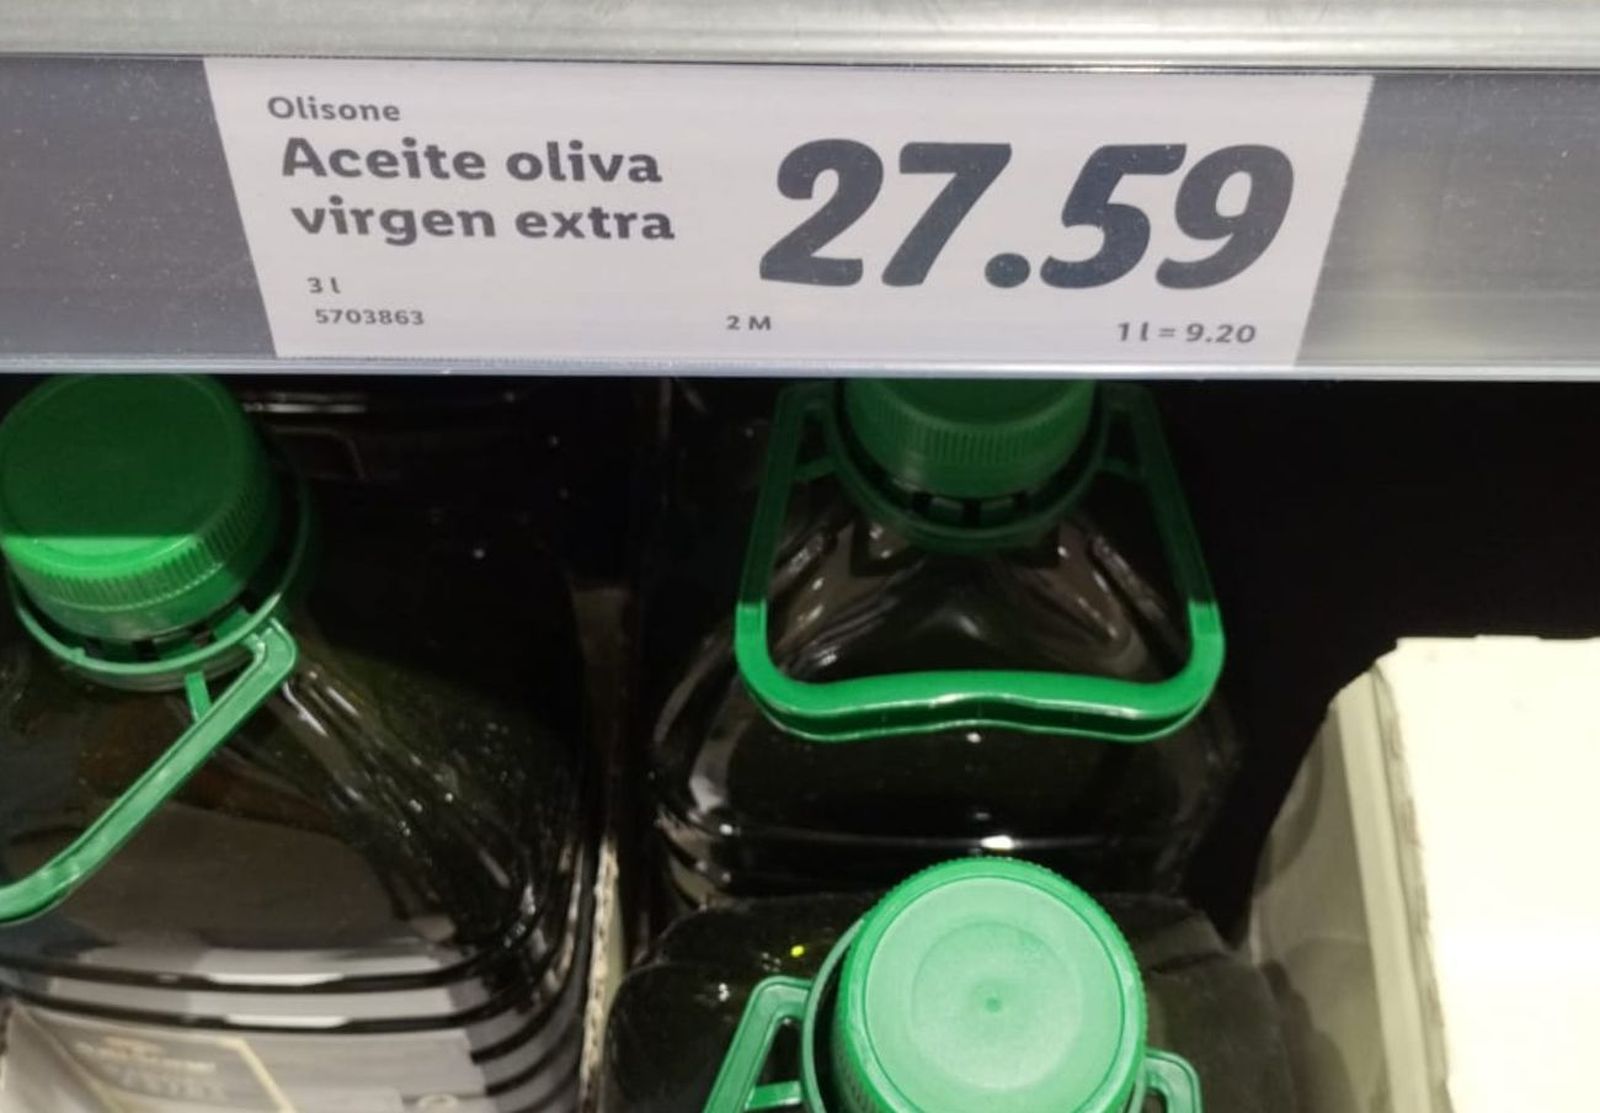 Olisone
Aceite oliva
virgen extra
27.59
3 l
5703863
2 M
1 l = 9.20